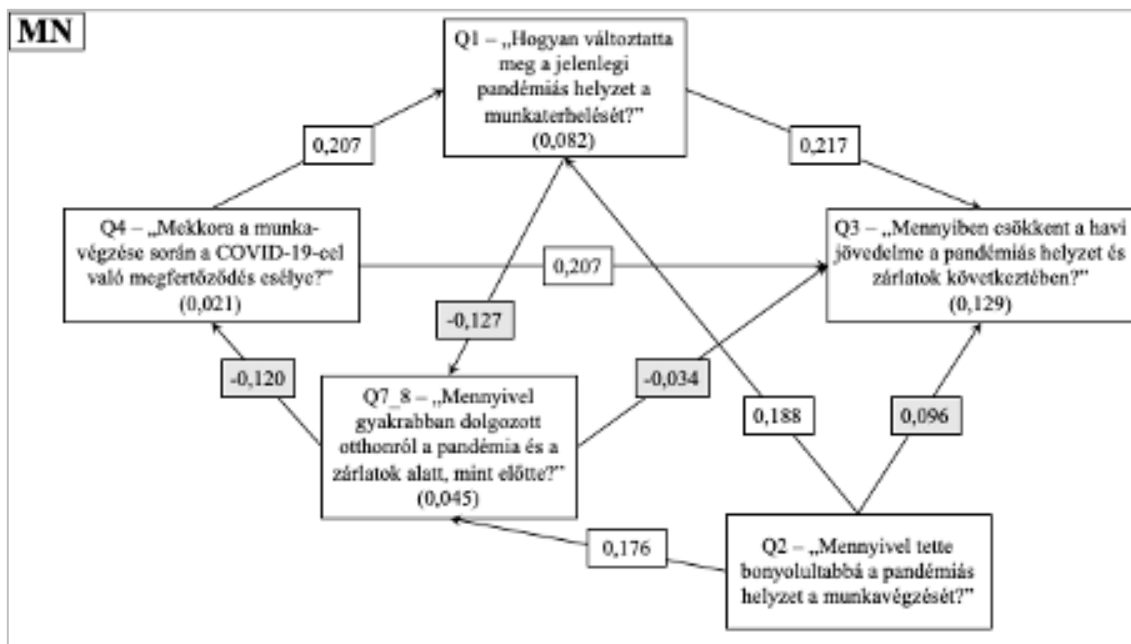 MN
Q1 – „Hogyan változtatta
meg a jelenlegi
pandémiás helyzet a
munkaterhelését?”
(0,082)
0,207
0,217
Q4 – „Mekkora a munka-
végzése során a COVID-19-cel
való megfertőződés esélye?”
(0,021)
Q3 – „Mennyiben csökkent a havi
jövedelme a pandémiás helyzet és
zárlatok következtében?”
(0,129)
0,207
-0,127
-0,120
-0,034
Q7_8 – „Mennyivel
gyakrabban dolgozott
otthonról a pandémia és a
zárlatok alatt, mint előtte?”
(0,045)
0,188
0,096
0,176
Q2 – „Mennyivel tette
bonyolultabbá a pandémiás
helyzet a munkavégzését?”